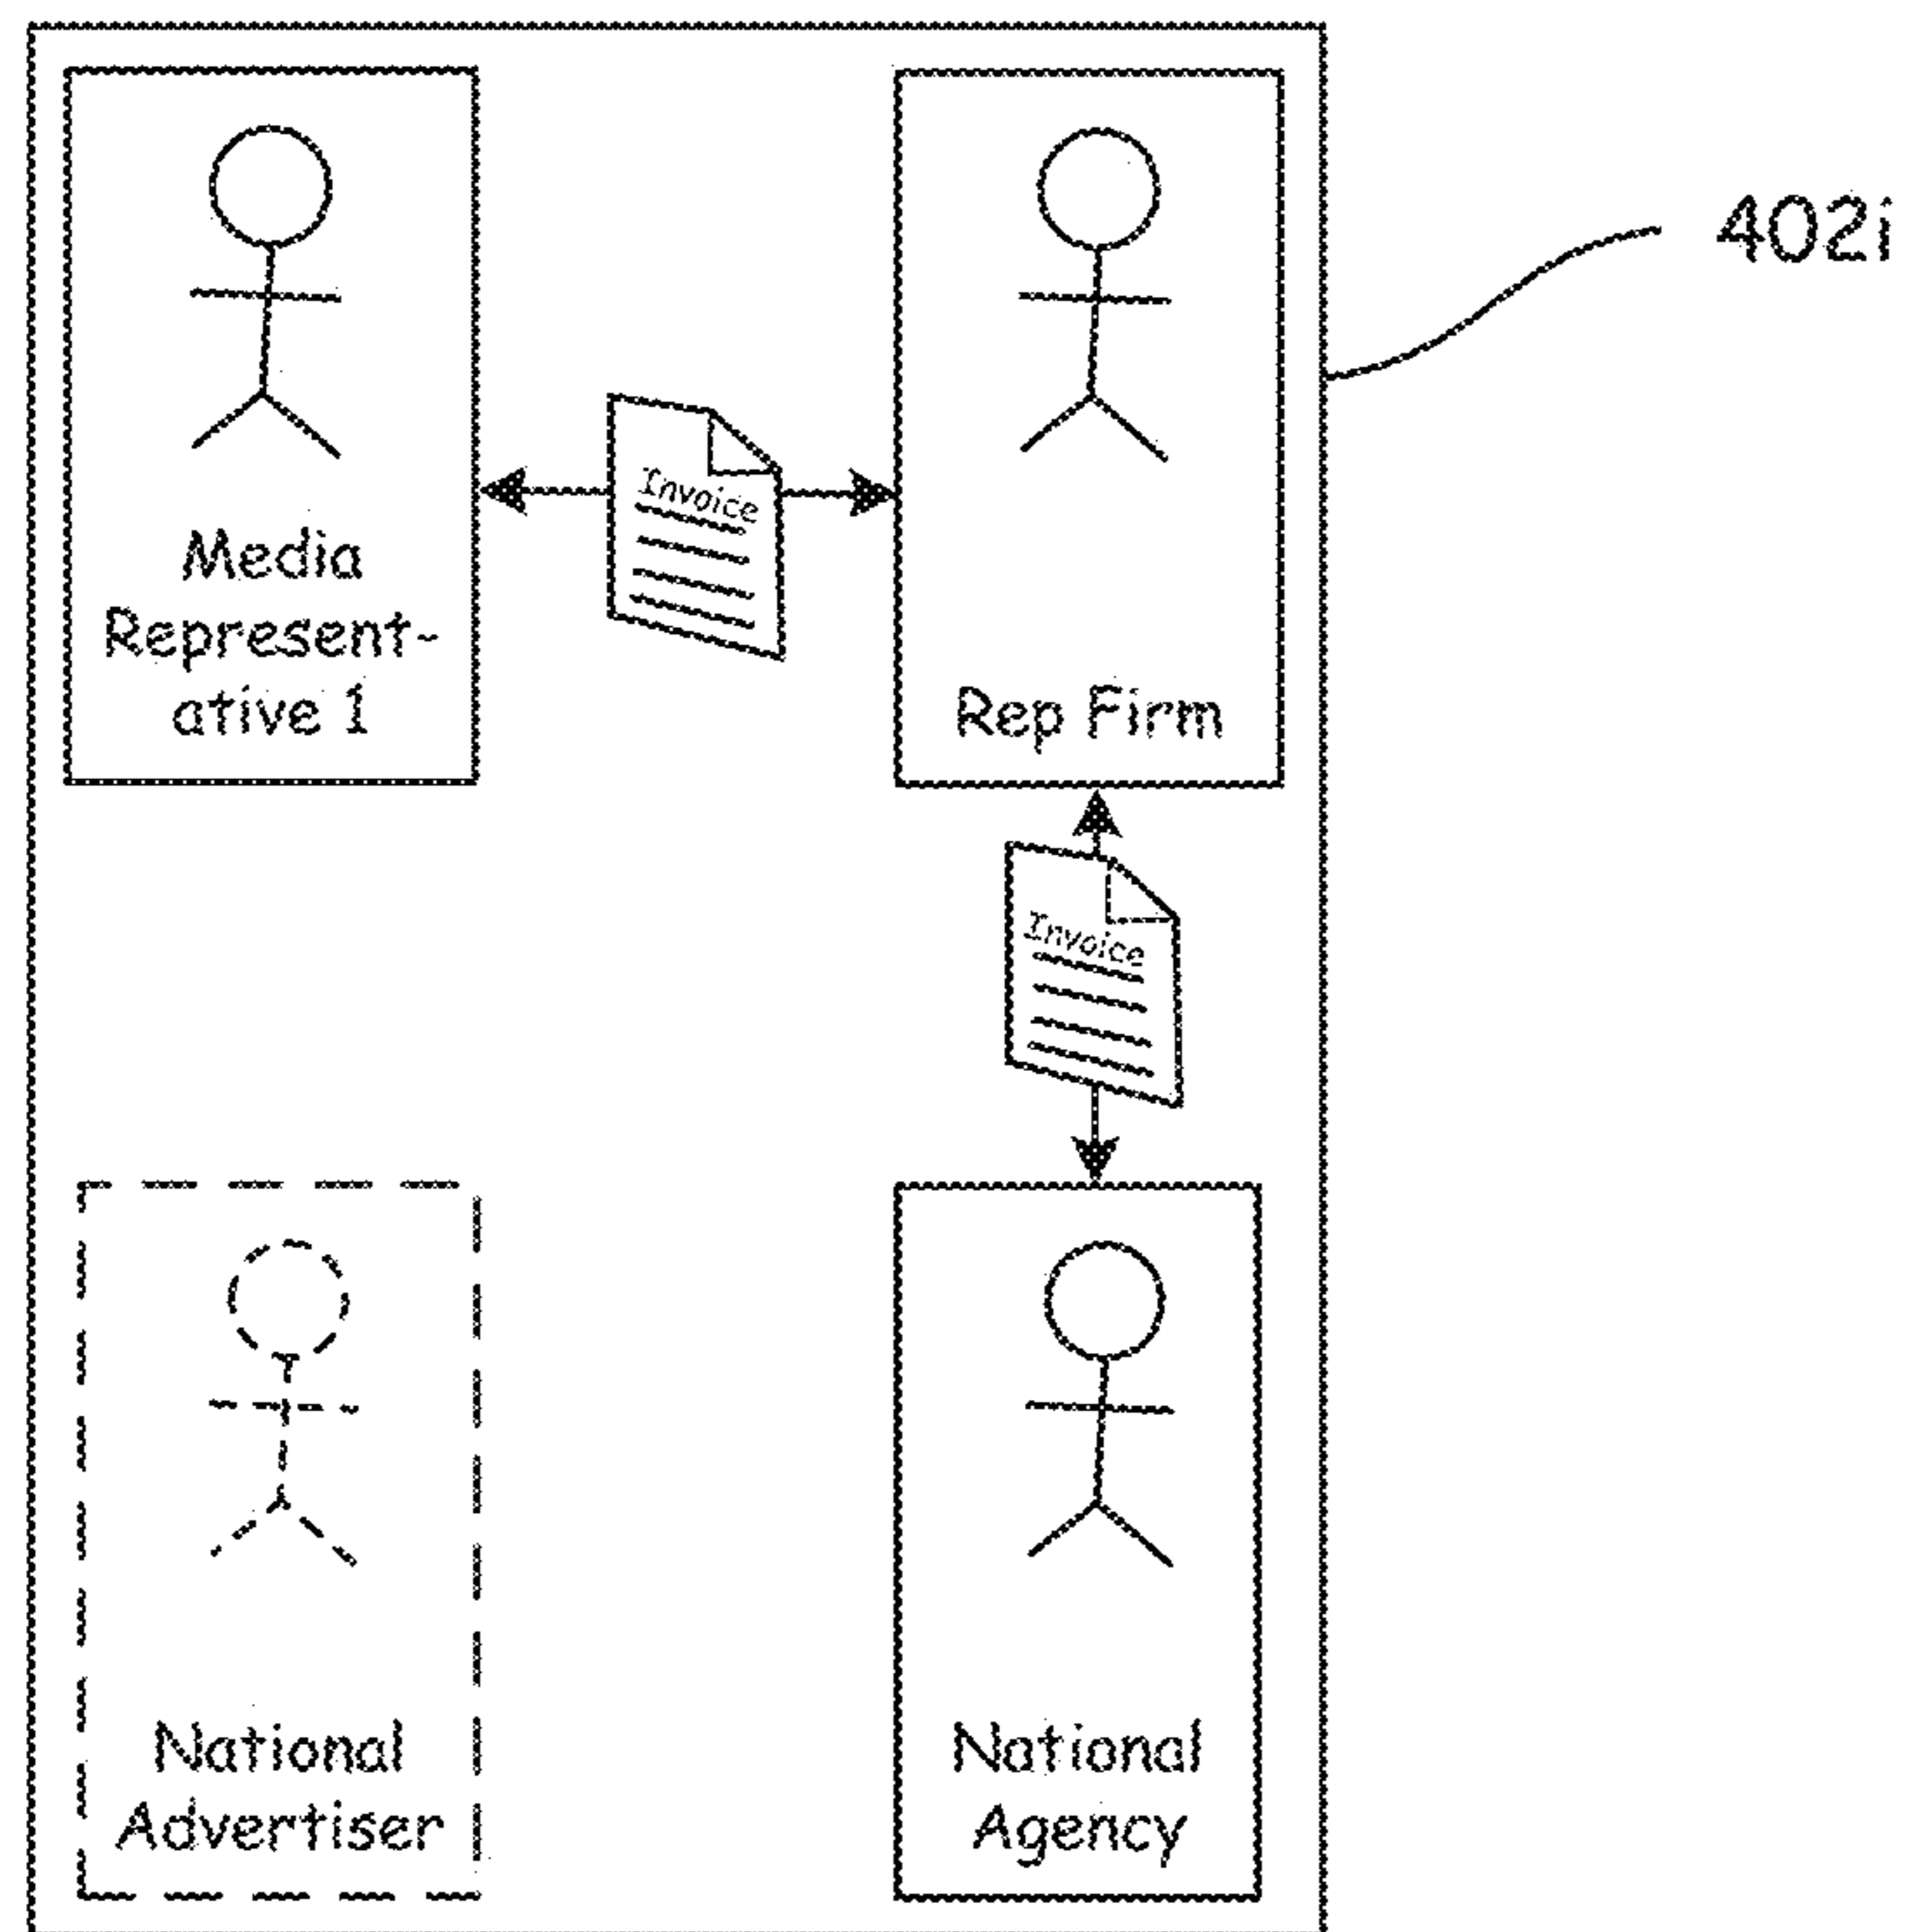 402i
Invoice
Media
Represent-
ative 1
Rep Firm
Invoice
National
Advertiser
National
Agency